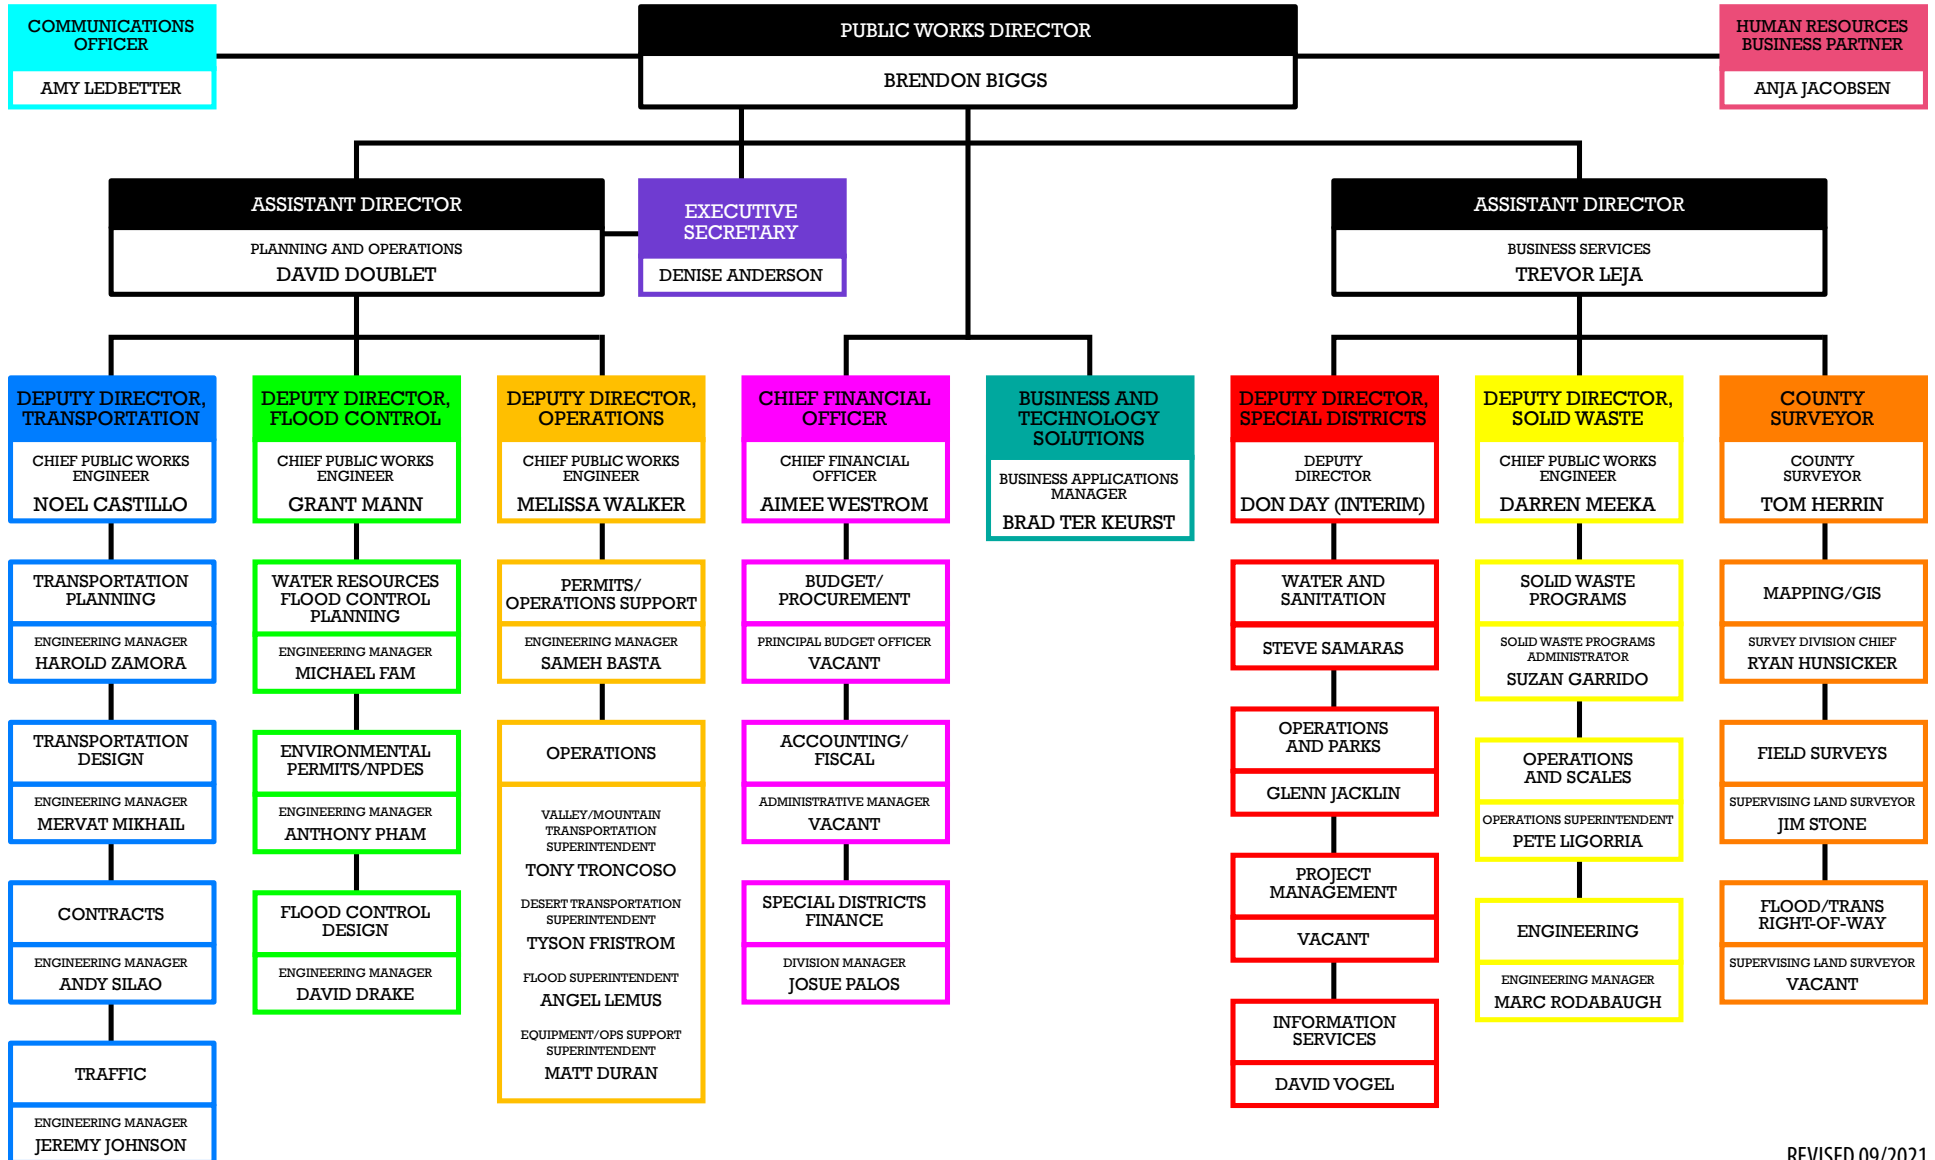 COMMUNICATIONS
OFFICER
AMY LEDBETTER
PUBLIC WORKS DIRECTOR
BRENDON BIGGS
HUMAN RESOURCES
BUSINESS PARTNER
ANJA JACOBSEN
ASSISTANT DIRECTOR
PLANNING AND OPERATIONS
DAVID DOUBLET
EXECUTIVE
SECRETARY
DENISE ANDERSON
ASSISTANT DIRECTOR
BUSINESS SERVICES
TREVOR LEJA
DEPUTY DIRECTOR,
TRANSPORTATION
CHIEF PUBLIC WORKS
ENGINEER
NOEL CASTILLO
TRANSPORTATION
PLANNING
ENGINEERING MANAGER
HAROLD ZAMORA
TRANSPORTATION
DESIGN
ENGINEERING MANAGER
MERVAT MIKHAIL
CONTRACTS
ENGINEERING MANAGER
ANDY SILAO
TRAFFIC
ENGINEERING MANAGER
JEREMY JOHNSON
DEPUTY DIRECTOR,
FLOOD CONTROL
CHIEF PUBLIC WORKS
ENGINEER
GRANT MANN
WATER RESOURCES
FLOOD CONTROL
PLANNING
ENGINEERING MANAGER
MICHAEL FAM
ENVIRONMENTAL
PERMITS/NPDES
ENGINEERING MANAGER
ANTHONY PHAM
FLOOD CONTROL
DESIGN
ENGINEERING MANAGER
DAVID DRAKE
DEPUTY DIRECTOR,
OPERATIONS
CHIEF PUBLIC WORKS
ENGINEER
MELISSA WALKER
PERMITS/
OPERATIONS SUPPORT
ENGINEERING MANAGER
SAMEH BASTA
OPERATIONS
VALLEY/MOUNTAIN
TRANSPORTATION
SUPERINTENDENT
TONY TRONCOSO
DESERT TRANSPORTATION
SUPERINTENDENT
TYSON FRISTROM
FLOOD SUPERINTENDENT
ANGEL LEMUS
EQUIPMENT/OPS SUPPORT
SUPERINTENDENT
MATT DURAN
CHIEF FINANCIAL
OFFICER
CHIEF FINANCIAL
OFFICER
AIMEE WESTROM
BUDGET/
PROCUREMENT
PRINCIPAL BUDGET OFFICER
VACANT
ACCOUNTING/
FISCAL
ADMINISTRATIVE MANAGER
VACANT
SPECIAL DISTRICTS
FINANCE
DIVISION MANAGER
JOSUE PALOS
BUSINESS AND
TECHNOLOGY
SOLUTIONS
BUSINESS APPLICATIONS
MANAGER
BRAD TER KEURST
DEPUTY DIRECTOR,
SPECIAL DISTRICTS
DEPUTY
DIRECTOR
DON DAY (INTERIM)
WATER AND
SANITATION
STEVE SAMARAS
OPERATIONS
AND PARKS
GLENN JACKLIN
PROJECT
MANAGEMENT
VACANT
INFORMATION
SERVICES
DAVID VOGEL
DEPUTY DIRECTOR,
SOLID WASTE
CHIEF PUBLIC WORKS
ENGINEER
DARREN MEEKA
SOLID WASTE
PROGRAMS
SOLID WASTE PROGRAMS
ADMINISTRATOR
SUZAN GARRIDO
OPERATIONS
AND SCALES
OPERATIONS SUPERINTENDENT
PETE LIGORRIA
ENGINEERING
ENGINEERING MANAGER
MARC RODABAUGH
COUNTY
SURVEYOR
COUNTY
SURVEYOR
TOM HERRIN
MAPPING/GIS
SURVEY DIVISION CHIEF
RYAN HUNSICKER
FIELD SURVEYS
SUPERVISING LAND SURVEYOR
JIM STONE
FLOOD/TRANS
RIGHT-OF-WAY
SUPERVISING LAND SURVEYOR
VACANT
REVISED 09/2021